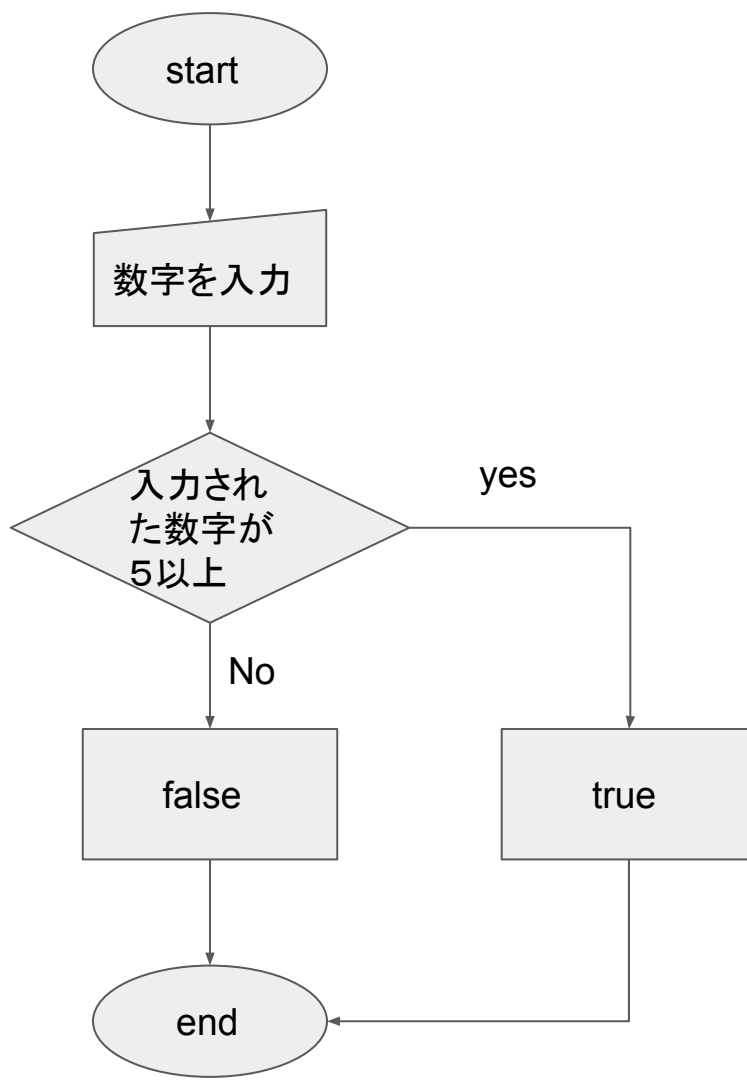 start
数字を入力
入力され
た数字が
５以上
yes
No
false
true
end